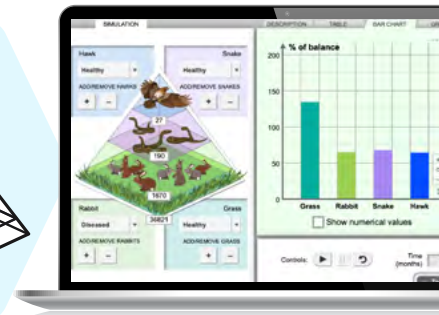 SIMULATION
DESCRIPTION TABLE BAR CHART
Hawk
Healthy
ADD/REMOVE HAWKS
+ −
Snake
Healthy
ADD/REMOVE SNAKES
+ −
27
190
1670
36821
Rabbit
Diseased
ADD/REMOVE RABBITS
+ −
Grass
Healthy
ADD/REMOVE GRASS
+ −
% of balance
200
150
100
50
0
Grass Rabbit Snake Hawk
Show numerical values
Controls:
Time
(months)